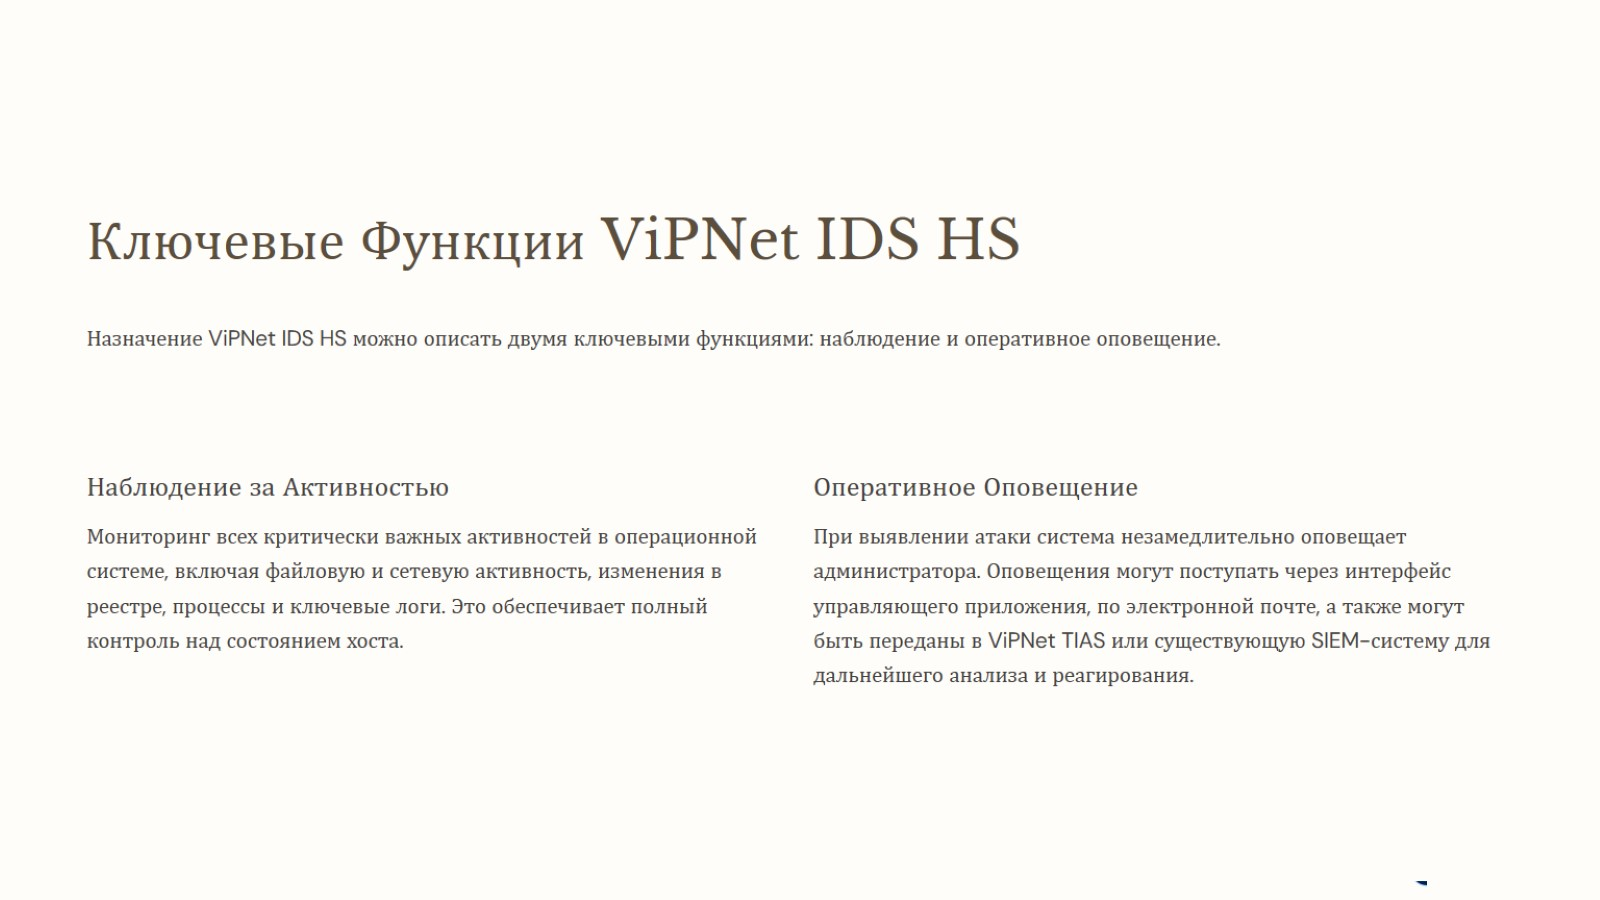 Ключевые Функции ViPNet IDS HS
Назначение ViPNet IDS HS можно описать двумя ключевыми функциями: наблюдение и оперативное оповещение.
Наблюдение за Активностью
Мониторинг всех критически важных активностей в операционной
системе, включая файловую и сетевую активность, изменения в
реестре, процессы и ключевые логи. Это обеспечивает полный
контроль над состоянием хоста.
Оперативное Оповещение
При выявлении атаки система незамедлительно оповещает
администратора. Оповещения могут поступать через интерфейс
управляющего приложения, по электронной почте, а также могут
быть переданы в ViPNet TIAS или существующую SIEM-систему для
дальнейшего анализа и реагирования.